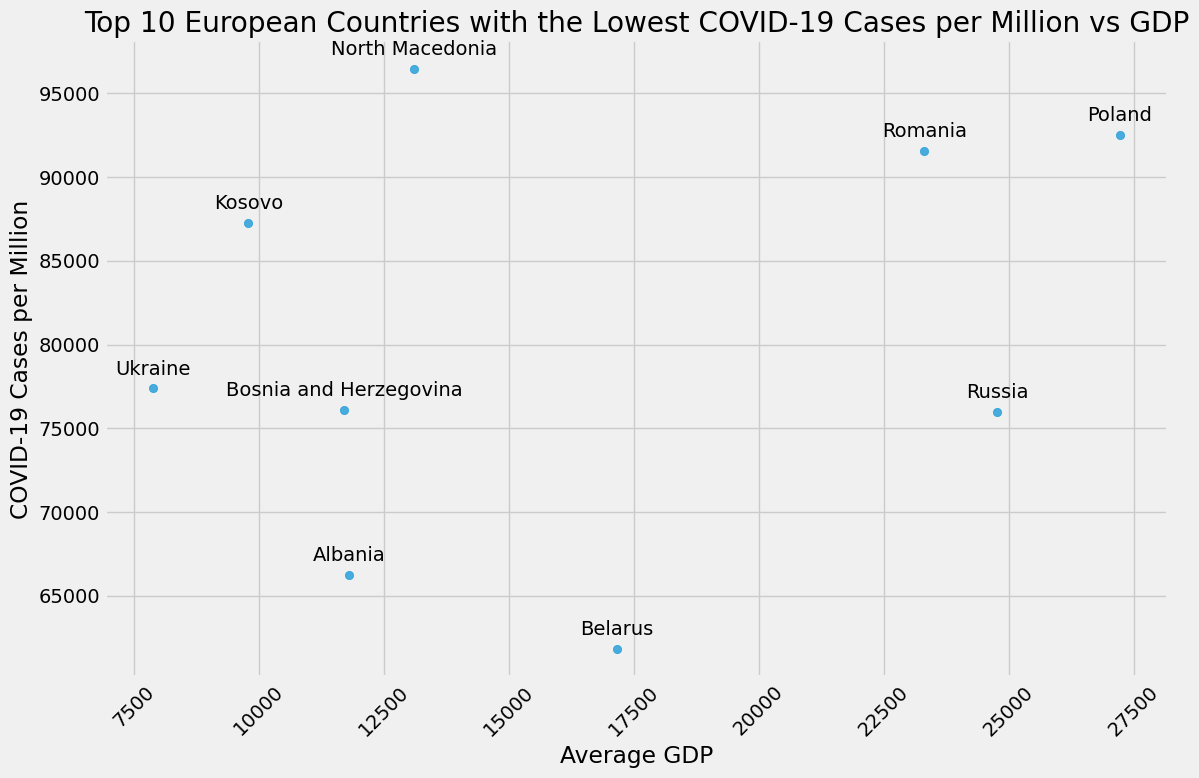 Top 10 European Countries with the Lowest COVID-19 Cases per Million vs GDP
North Macedonia
95000
Poland
Romania
90000
Kosovo
85000
80000
Ukraine
Bosnia and Herzegovina
Russia
75000
70000
Albania
65000
Belarus
COVID-19 Cases per Million
7500
10000
12500
15000
17500
20000
22500
25000
27500
Average GDP